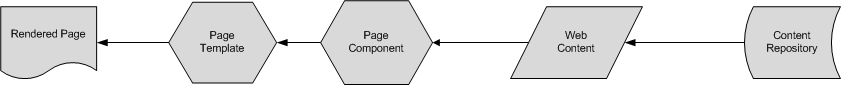 Rendered Page
Page
Template
Page
Component
Web
Content
Content
Repository